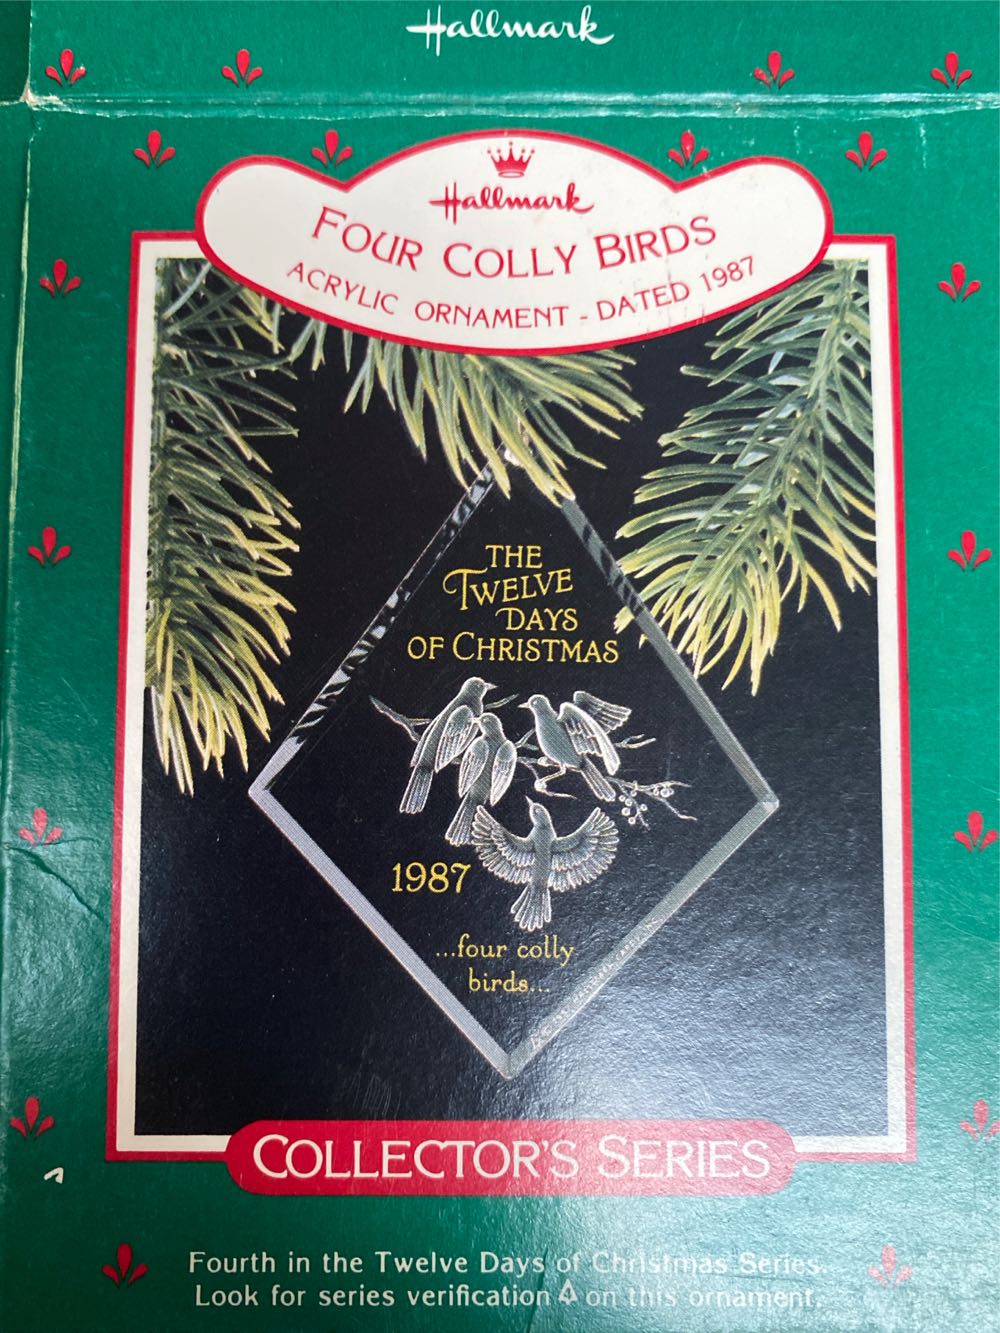 Hallmark
Hallmark
FOUR COLLY BIRDS
ACRYLIC ORNAMENT - DATED 1987
THE
TWELVE
DAYS
OF CHRISTMAS
1987
...four colly
birds...
COLLECTOR'S SERIES
Fourth in the Twelve Days of Christmas Series.
Look for series verification on this ornament.